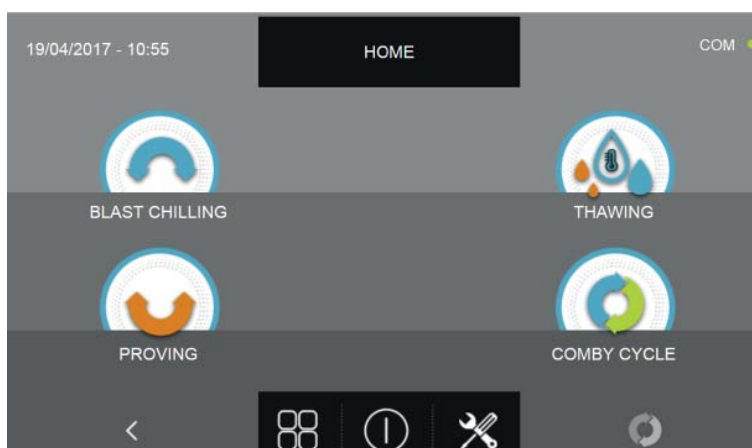 19/04/2017 - 10:55 HOME COM
BLAST CHILLING THAWING
PROVING COMBY CYCLE